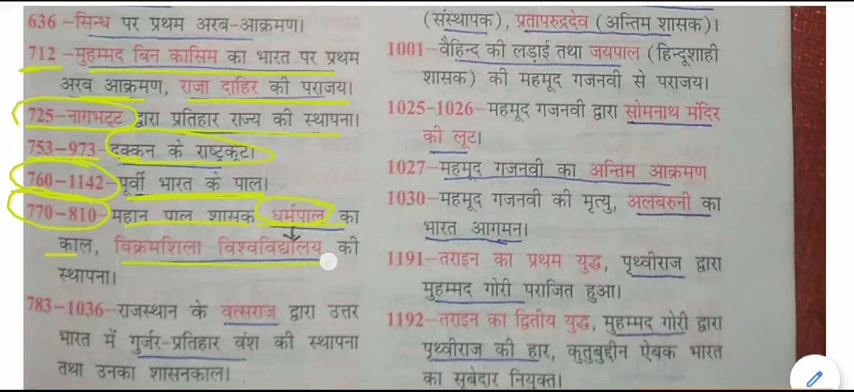 636-सिन्ध पर प्रथम अरब-आक्रमण।
712-मुहम्मद बिन कासिम का भारत पर प्रथम
अरब आक्रमण, राजा दाहिर की पराजय।
725-नागभट्ट द्वारा प्रतिहार राज्य की स्थापना।
753-973-दक्कन के राष्ट्रकूट।
760-1142-पूर्वी भारत के पाल।
770-810-महान पाल शासक धर्मपाल का
काल, विक्रमशिला विश्वविद्यालय की
स्थापना।
783-1036-राजस्थान के वत्सराज द्वारा उत्तर
भारत में गुर्जर-प्रतिहार वंश की स्थापना
तथा उनका शासनकाल।
(संस्थापक), प्रतापरुद्रदेव (अन्तिम शासक)।
1001-वैहिन्द की लड़ाई तथा जयपाल (हिन्दूशाही
शासक) की महमूद गजनवी से पराजय।
1025-1026-महमूद गजनवी द्वारा सोमनाथ मंदिर
की लूट।
1027-महमूद गजनवी का अन्तिम आक्रमण
1030-महमूद गजनवी की मृत्यु, अलबरुनी का
भारत आगमन।
1191-तराइन का प्रथम युद्ध, पृथ्वीराज द्वारा
मुहम्मद गोरी पराजित हुआ।
1192-तराइन का द्वितीय युद्ध, मुहम्मद गोरी द्वारा
पृथ्वीराज की हार, कुतुबुद्दीन ऐबक भारत
का सूबेदार नियुक्त।